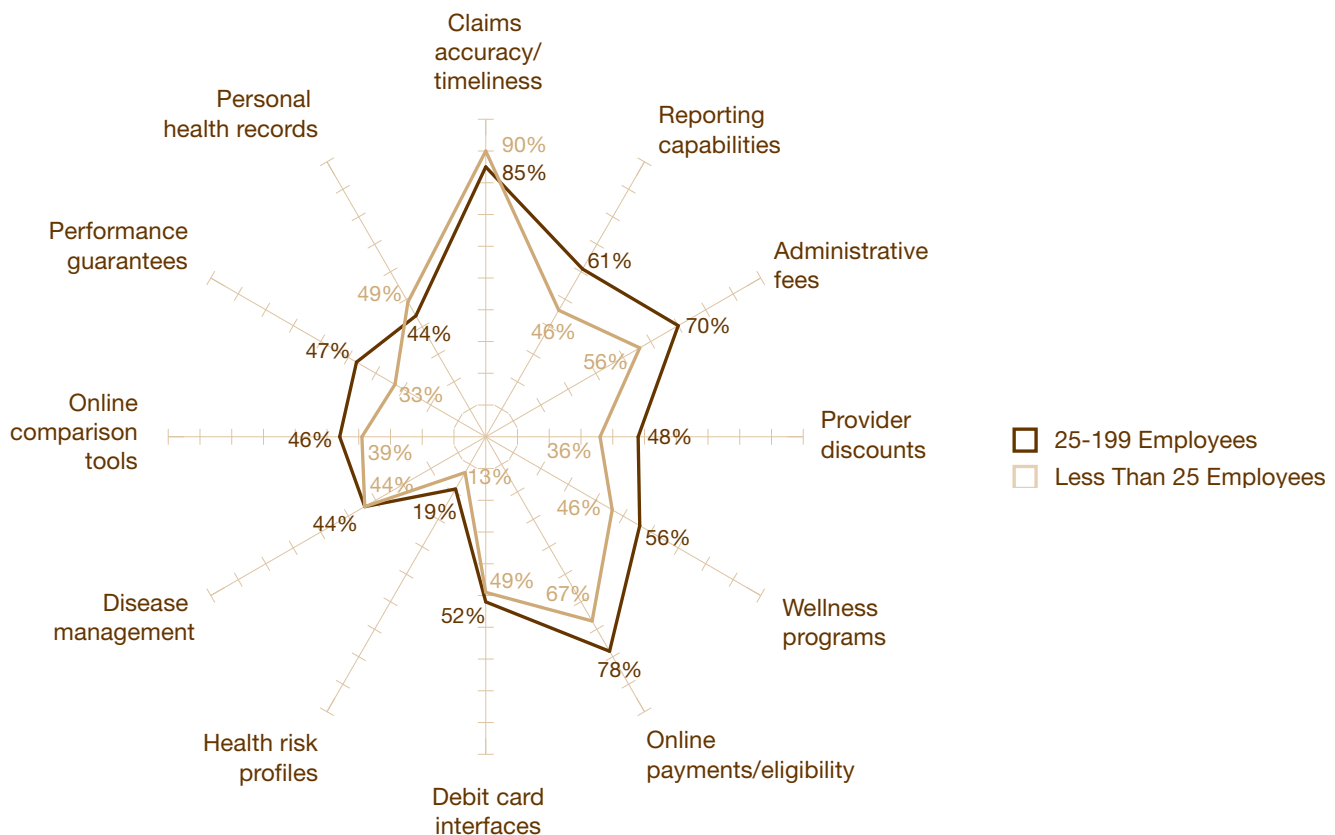 Claims
accuracy/
timeliness
90%
85%
Reporting
capabilities
61%
46%
Administrative
fees
70%
56%
Provider
discounts
48%
36%
Wellness
programs
56%
46%
Online
payments/eligibility
78%
67%
Debit card
interfaces
52%
49%
Health risk
profiles
19%
13%
Disease
management
44%
44%
Online
comparison
tools
46%
39%
Performance
guarantees
47%
33%
Personal
health records
49%
44%
25-199 Employees
Less Than 25 Employees